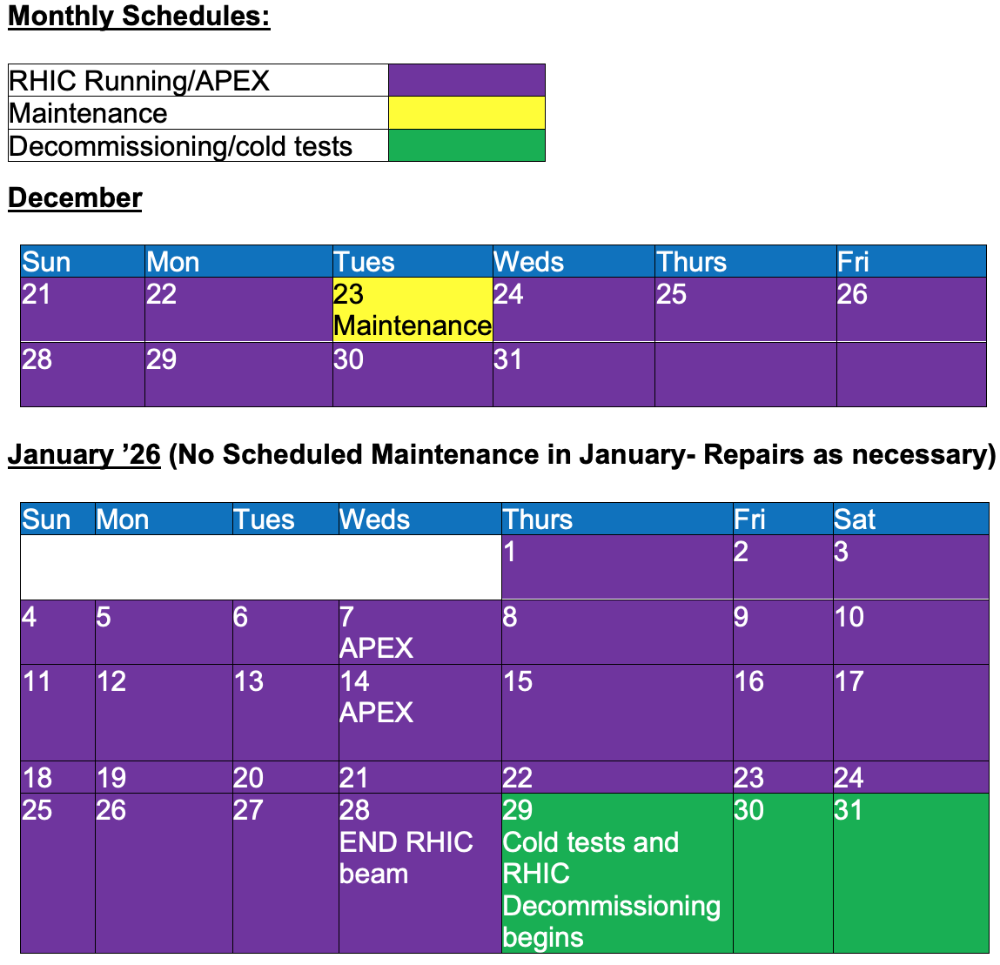 Monthly Schedules:
RHIC Running/APEX
Maintenance
Decommissioning/cold tests
December
Sun Mon Tues Weds Thurs Fri
21 22 23 24 25 26
Maintenance
28 29 30 31
January ’26 (No Scheduled Maintenance in January- Repairs as necessary)
Sun Mon Tues Weds Thurs Fri Sat
1 2 3
4 5 6 7 8 9 10
APEX
11 12 13 14 15 16 17
APEX
18 19 20 21 22 23 24
25 26 27 28 29 30 31
END RHIC Cold tests and
beam RHIC
Decommissioning
begins